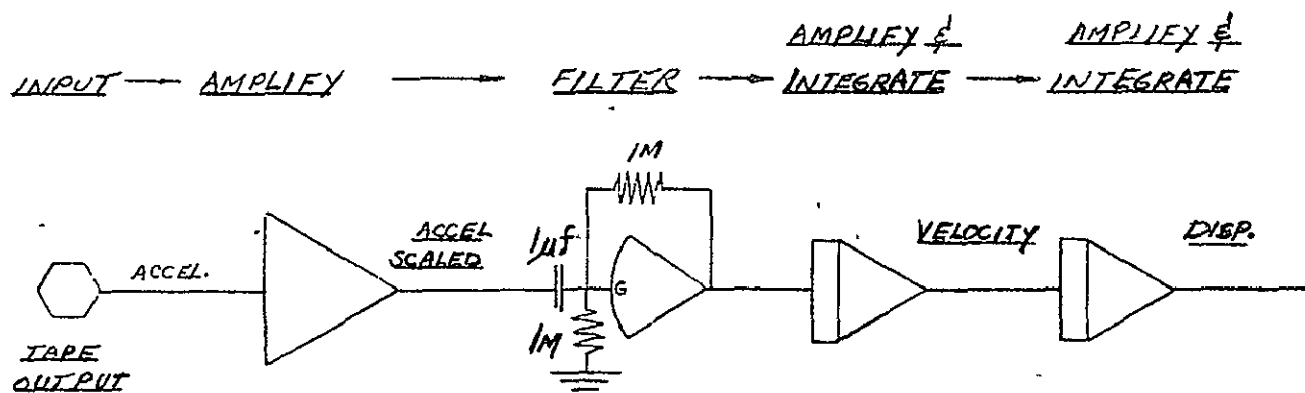 AMPLIFY & AMPLIFY &
INPUT AMPLIFY FILTER INTEGRATE INTEGRATE
1M
ACCEL. ACCEL SCALED 1µf G VELOCITY DISP.
1M
TAPE
OUTPUT